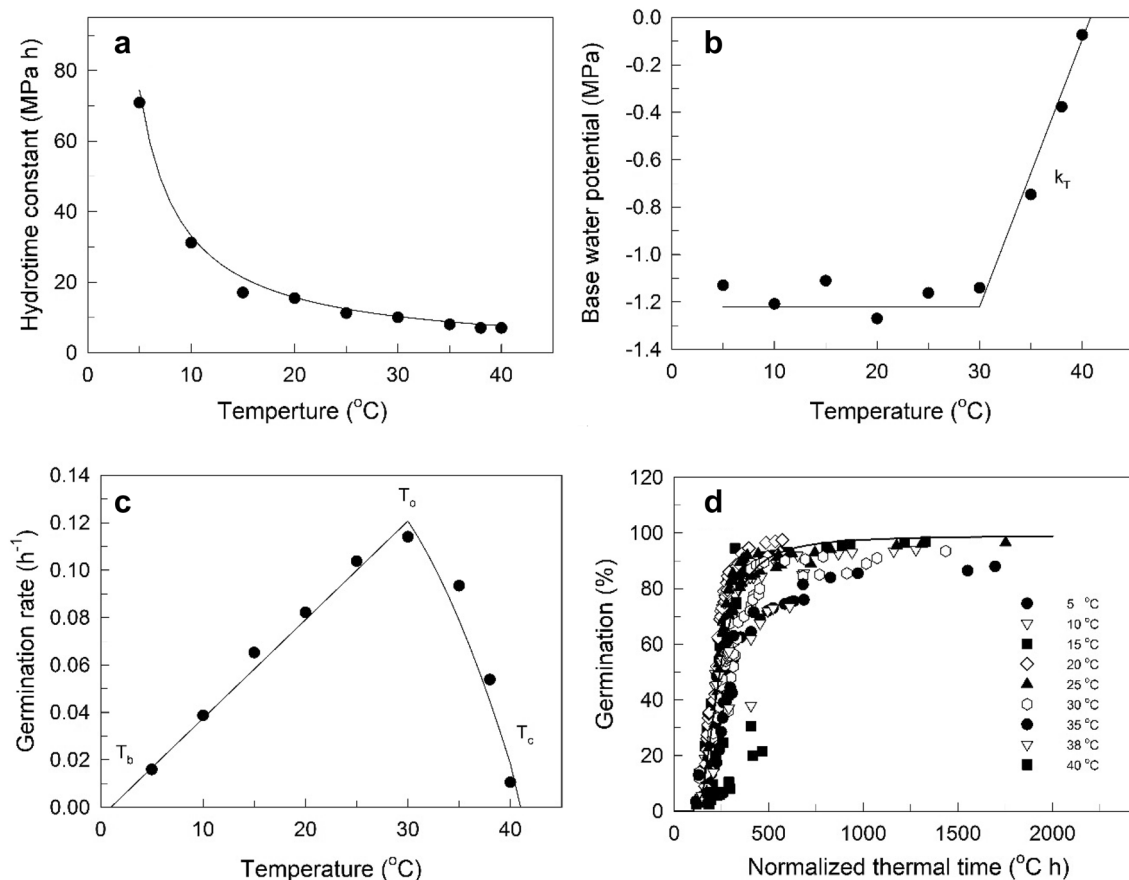 a
Hydrotime constant (MPa h)
80
60
40
20
0
0 10 20 30 40
Temperture (°C)
b
Base water potential (MPa)
0.0
-0.2
-0.4
-0.6
-0.8
-1.0
-1.2
-1.4
k_T
0 10 20 30 40
Temperature (°C)
c
Germination rate (h⁻¹)
0.14
0.12
0.10
0.08
0.06
0.04
0.02
0.00
T_o
T_b
T_c
0 10 20 30 40
Temperature (°C)
d
Germination (%)
120
100
80
60
40
20
0
5 °C
10 °C
15 °C
20 °C
25 °C
30 °C
35 °C
38 °C
40 °C
0 500 1000 1500 2000
Normalized thermal time (°C h)